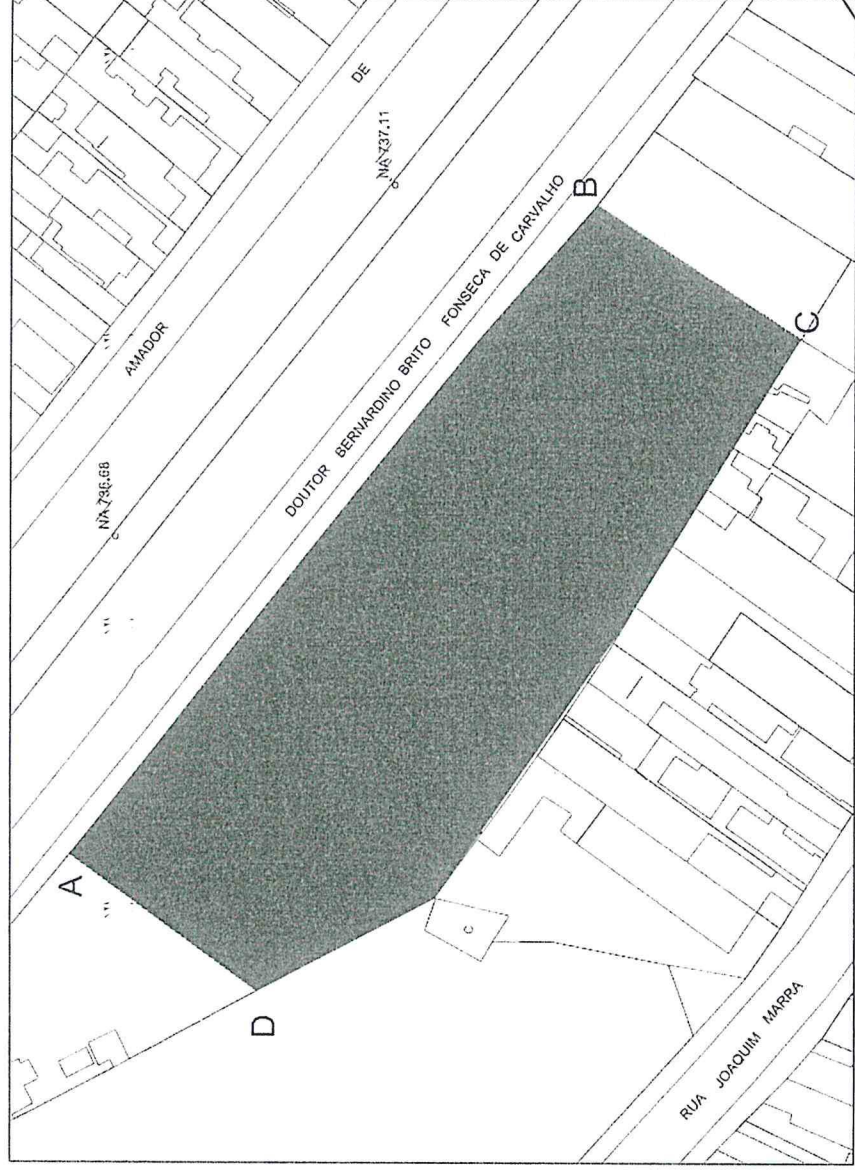 DE
NA 737.11
AMADOR
NA 736.68
DOUTOR BERNARDINO BRITO FONSECA DE CARVALHO
B
A
C
D
C
RUA JOAQUIM MARRA